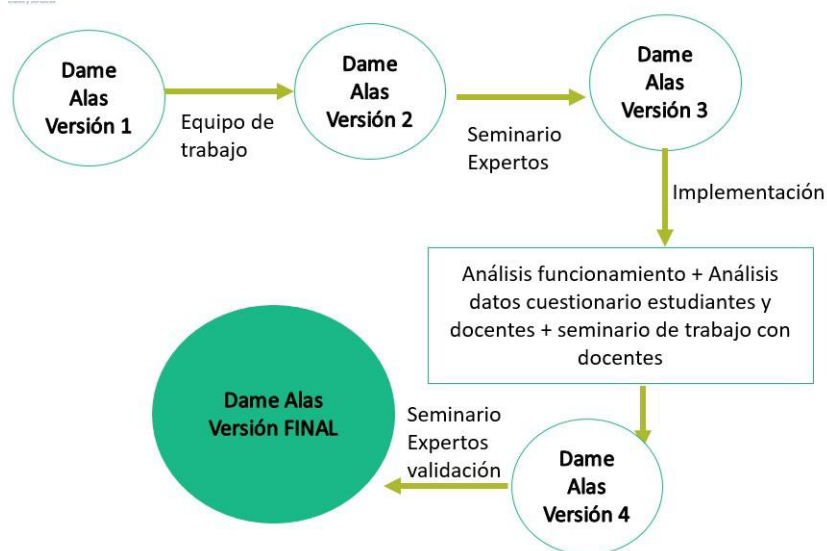 Dame
Alas
Versión 1
Equipo de
trabajo
Dame
Alas
Versión 2
Seminario
Expertos
Dame
Alas
Versión 3
Implementación
Análisis funcionamiento + Análisis
datos cuestionario estudiantes y
docentes + seminario de trabajo con
docentes
Dame
Alas
Versión 4
Seminario
Expertos
validación
Dame Alas
Versión FINAL